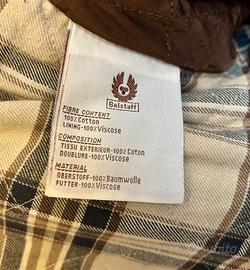 Belstaff
FIBRE CONTENT
100%Cotton
LINING-100%Viscose
COMPOSITION
TISSU EXTERIEUR-100%Coton
DOUBLURE-100%Viscose
MATERIAL
OBERSTOFF-100%Baumwolle
FUTTER-100%Viscose
subito